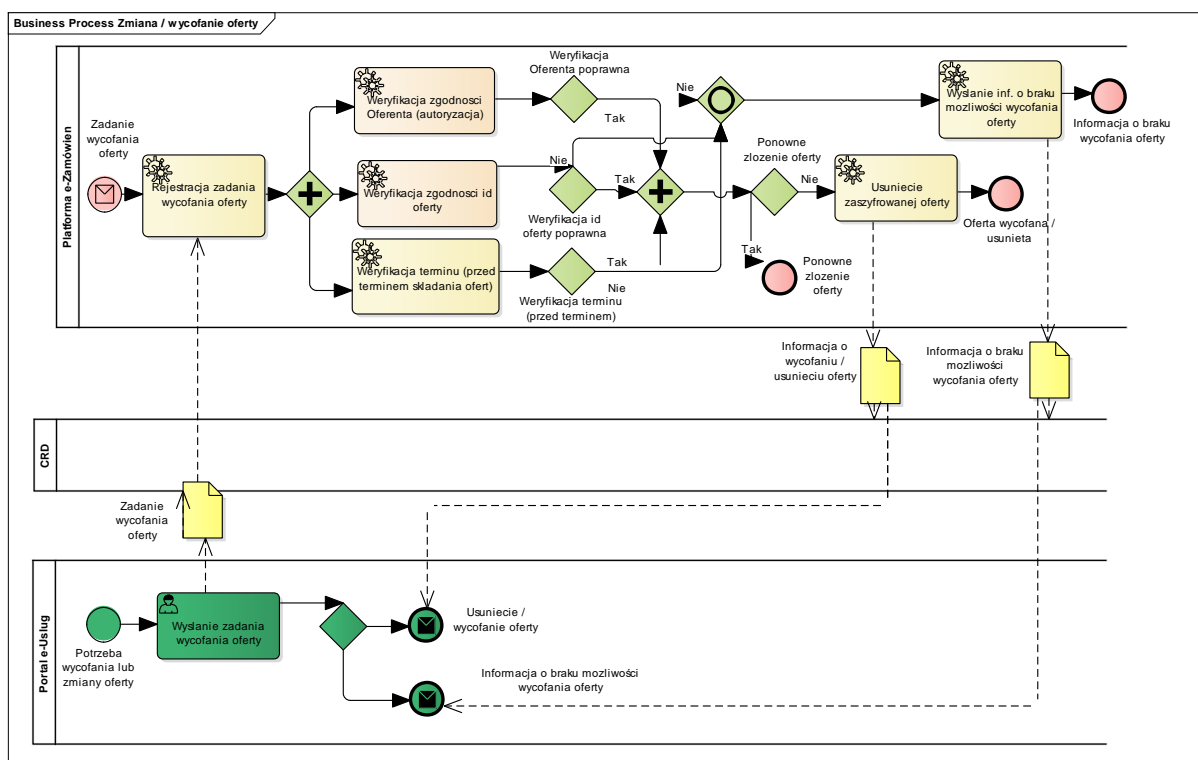 Business Process Zmiana / wycofanie oferty
Platforma e-Zamówien
Zadanie
wycofania
oferty
Rejestracja zadania
wycofania oferty
Weryfikacja zgodnosci
Oferenta (autoryzacja)
Weryfikacja zgodnosci id
oferty
Weryfikacja terminu (przed
terminem skladania ofert)
Weryfikacja
Oferenta poprawna
Tak
Nie
Nie
Tak
Weryfikacja id
oferty poprawna
Tak
Nie
Weryfikacja terminu
(przed terminem)
Ponowne
zlozenie oferty
Nie
Tak
Ponowne
zlozenie
oferty
Usuniecie
zaszyfrowanej oferty
Oferta wycofana /
usunieta
Wyslanie inf. o braku
mozliwości wycofania
oferty
Informacja o braku
wycofania oferty
Informacja o
wycofaniu /
usunieciu oferty
Informacja o braku
mozliwości
wycofania oferty
CRD
Zadanie
wycofania
oferty
Portal e-Uslug
Potrzeba
wycofania lub
zmiany oferty
Wyslanie zadania
wycofania oferty
Usuniecie /
wycofanie oferty
Informacja o braku mozliwości
wycofania oferty